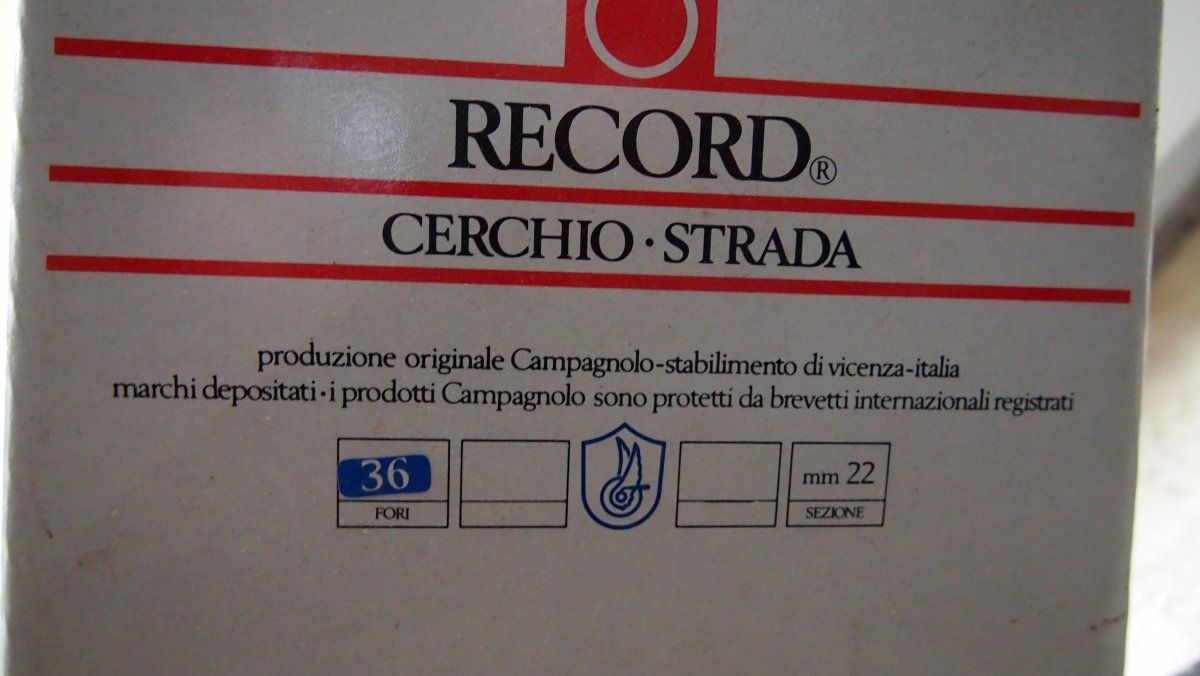 RECORD®
CERCHIO · STRADA
produzione originale Campagnolo-stabilimento di vicenza-italia
marchi depositati·i prodotti Campagnolo sono protetti da brevetti internazionali registrati
36 mm 22
FORI SEZIONE